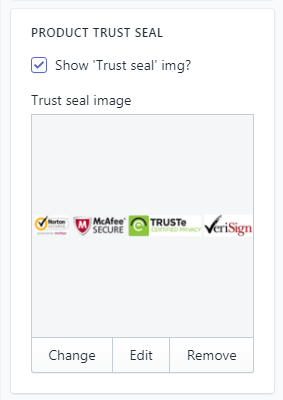 PRODUCT TRUST SEAL
Show 'Trust seal' img?
Trust seal image
Norton
McAfee
SECURE
TRUSTe
CERTIFIED PRIVACY
VeriSign
Change
Edit
Remove